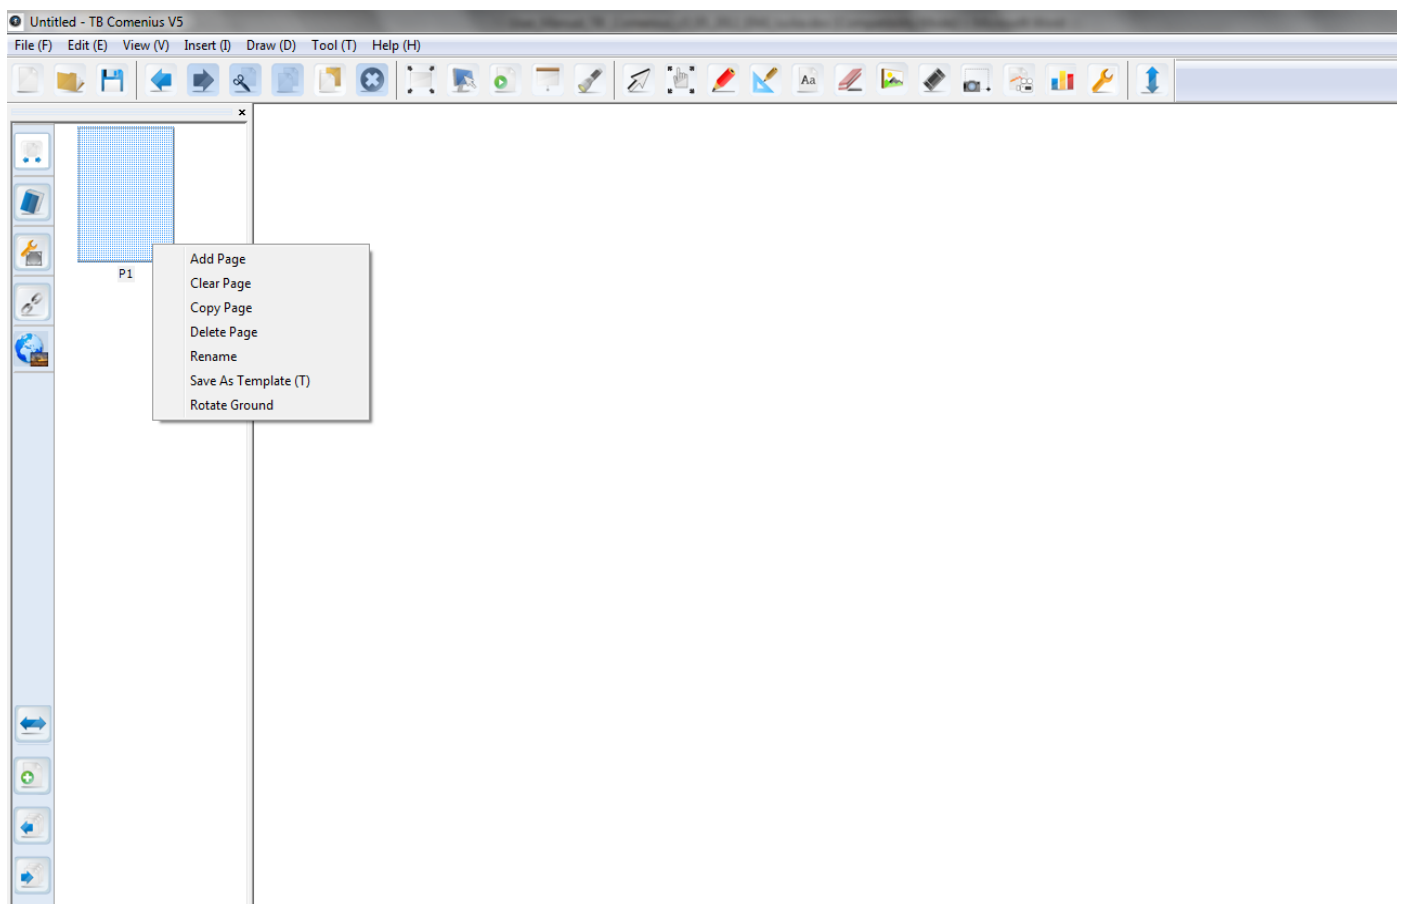 Untitled - TB Comenius V5
File (F) Edit (E) View (V) Insert (I) Draw (D) Tool (T) Help (H)
Aa
P1
Add Page
Clear Page
Copy Page
Delete Page
Rename
Save As Template (T)
Rotate Ground